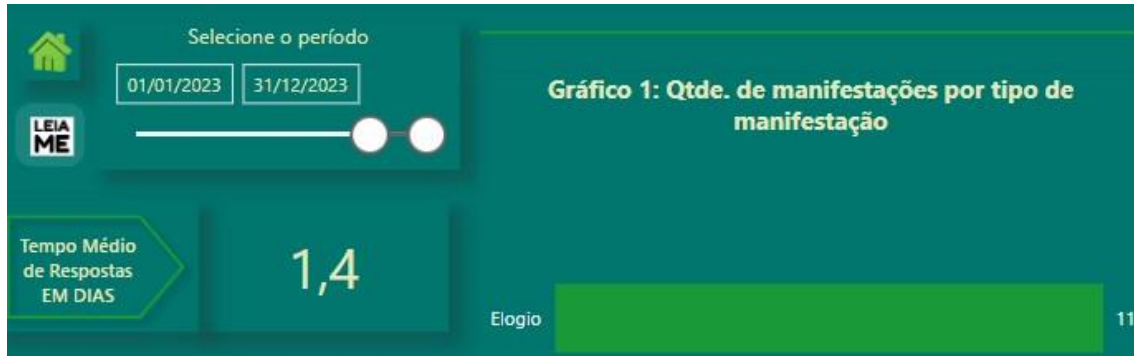 Selecione o período
01/01/2023 31/12/2023
LEIA
ME
Gráfico 1: Qtde. de manifestações por tipo de
manifestação
Tempo Médio
de Respostas
EM DIAS
1,4
Elogio 11